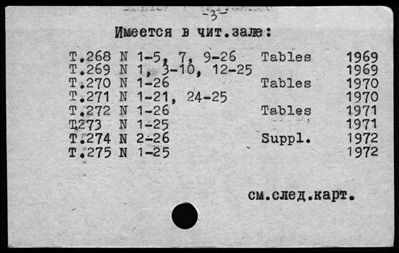 -3-
Имеется в чит.зале:
Т.268 N 1-5, 7, 9-26 Tables 1969
Т.269 N 1, 3-10, 12-25 1969
Т.270 N 1-26 Tables 1970
Т.271 N 1-21, 24-25 1970
Т.272 N 1-26 Tables 1971
Т.273 N 1-25 1971
Т.274 N 2-26 Suppl. 1972
Т.275 N 1-25 1972
см.след.карт.